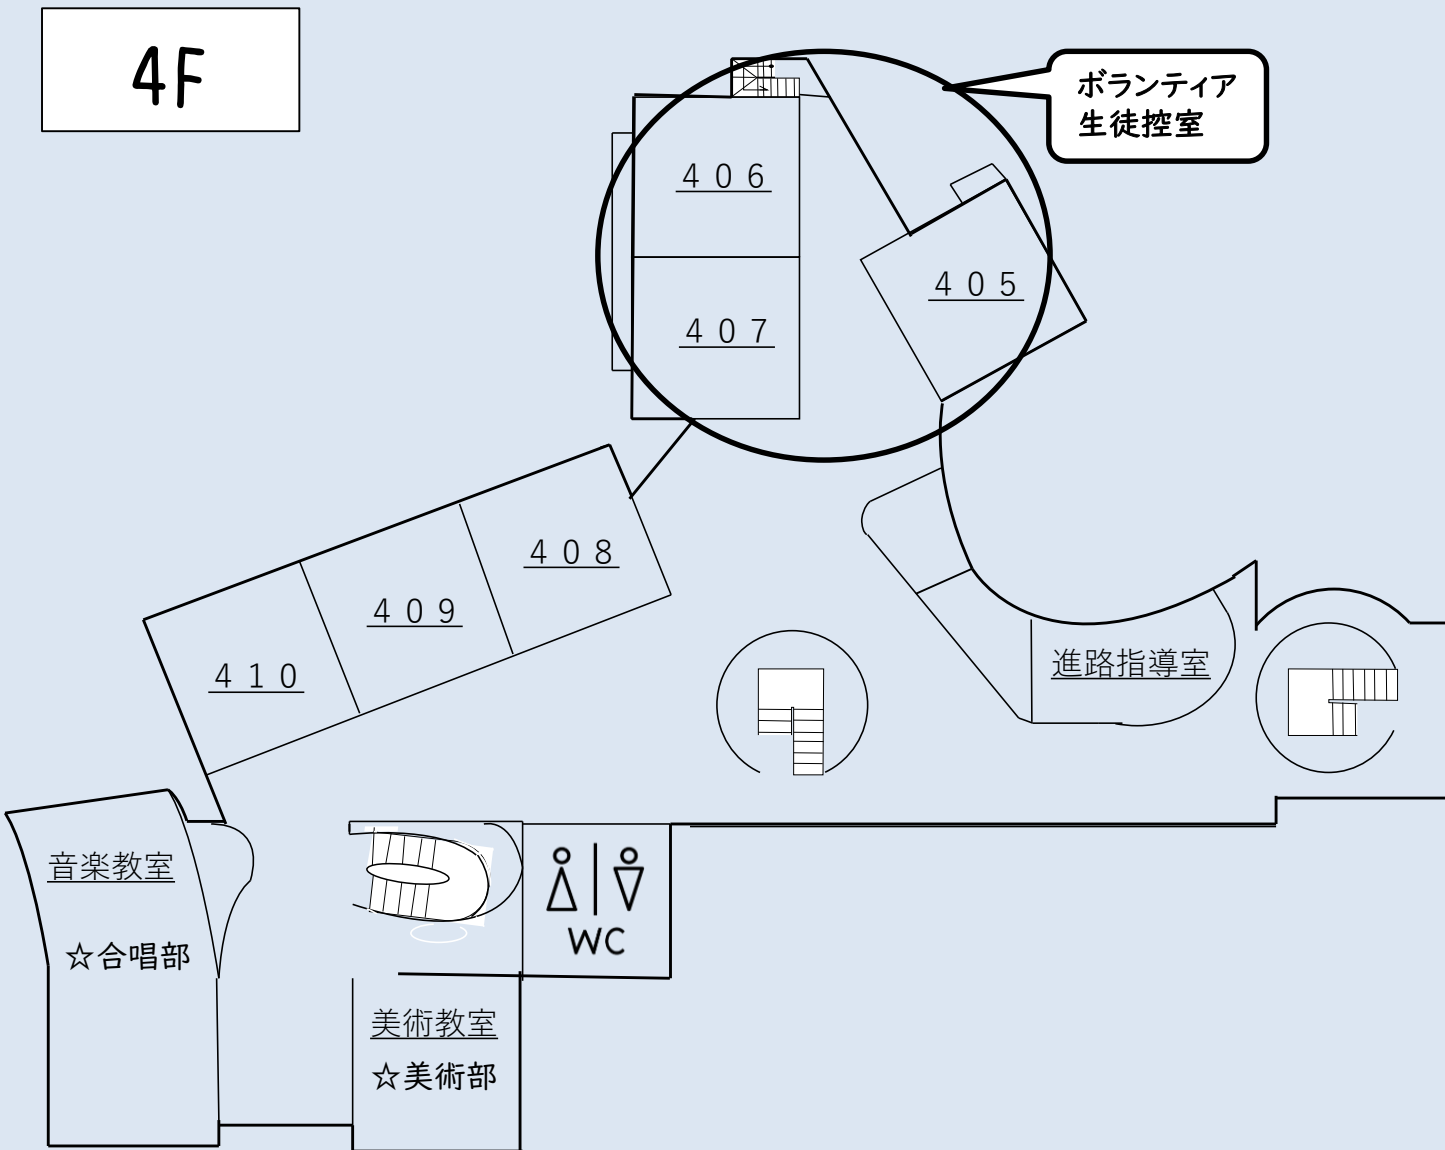 4F
ボランティア
生徒控室
４０６
４０５
４０７
４０８
４０９
４１０
進路指導室
音楽教室
☆合唱部
WC
美術教室
☆美術部